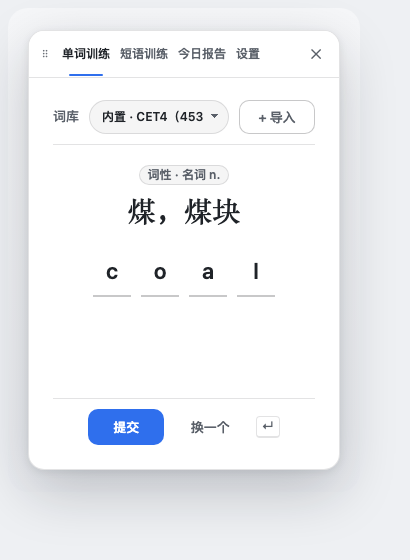 单词训练 短语训练 今日报告 设置
词库 内置 · CET4（453 + 导入
词性 · 名词 n.
煤，煤块
c o a l
提交 换一个